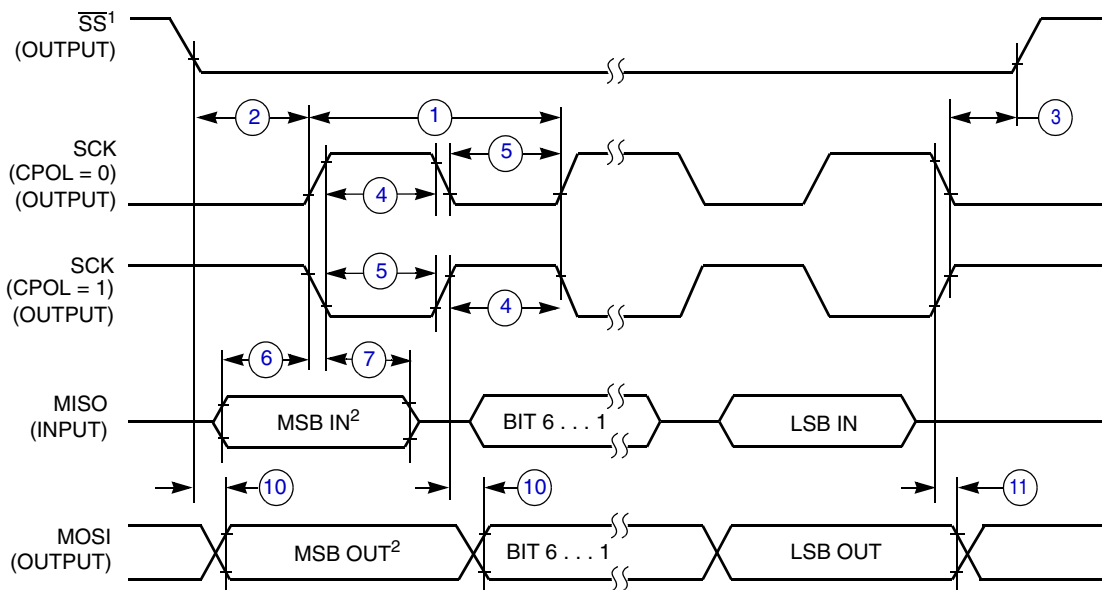 SS¹
(OUTPUT)
2
1
3
SCK
(CPOL = 0)
(OUTPUT)
5
4
SCK
(CPOL = 1)
(OUTPUT)
5
4
6
7
MISO
(INPUT)
MSB IN²
BIT 6 . . . 1
LSB IN
10
10
11
MOSI
(OUTPUT)
MSB OUT²
BIT 6 . . . 1
LSB OUT